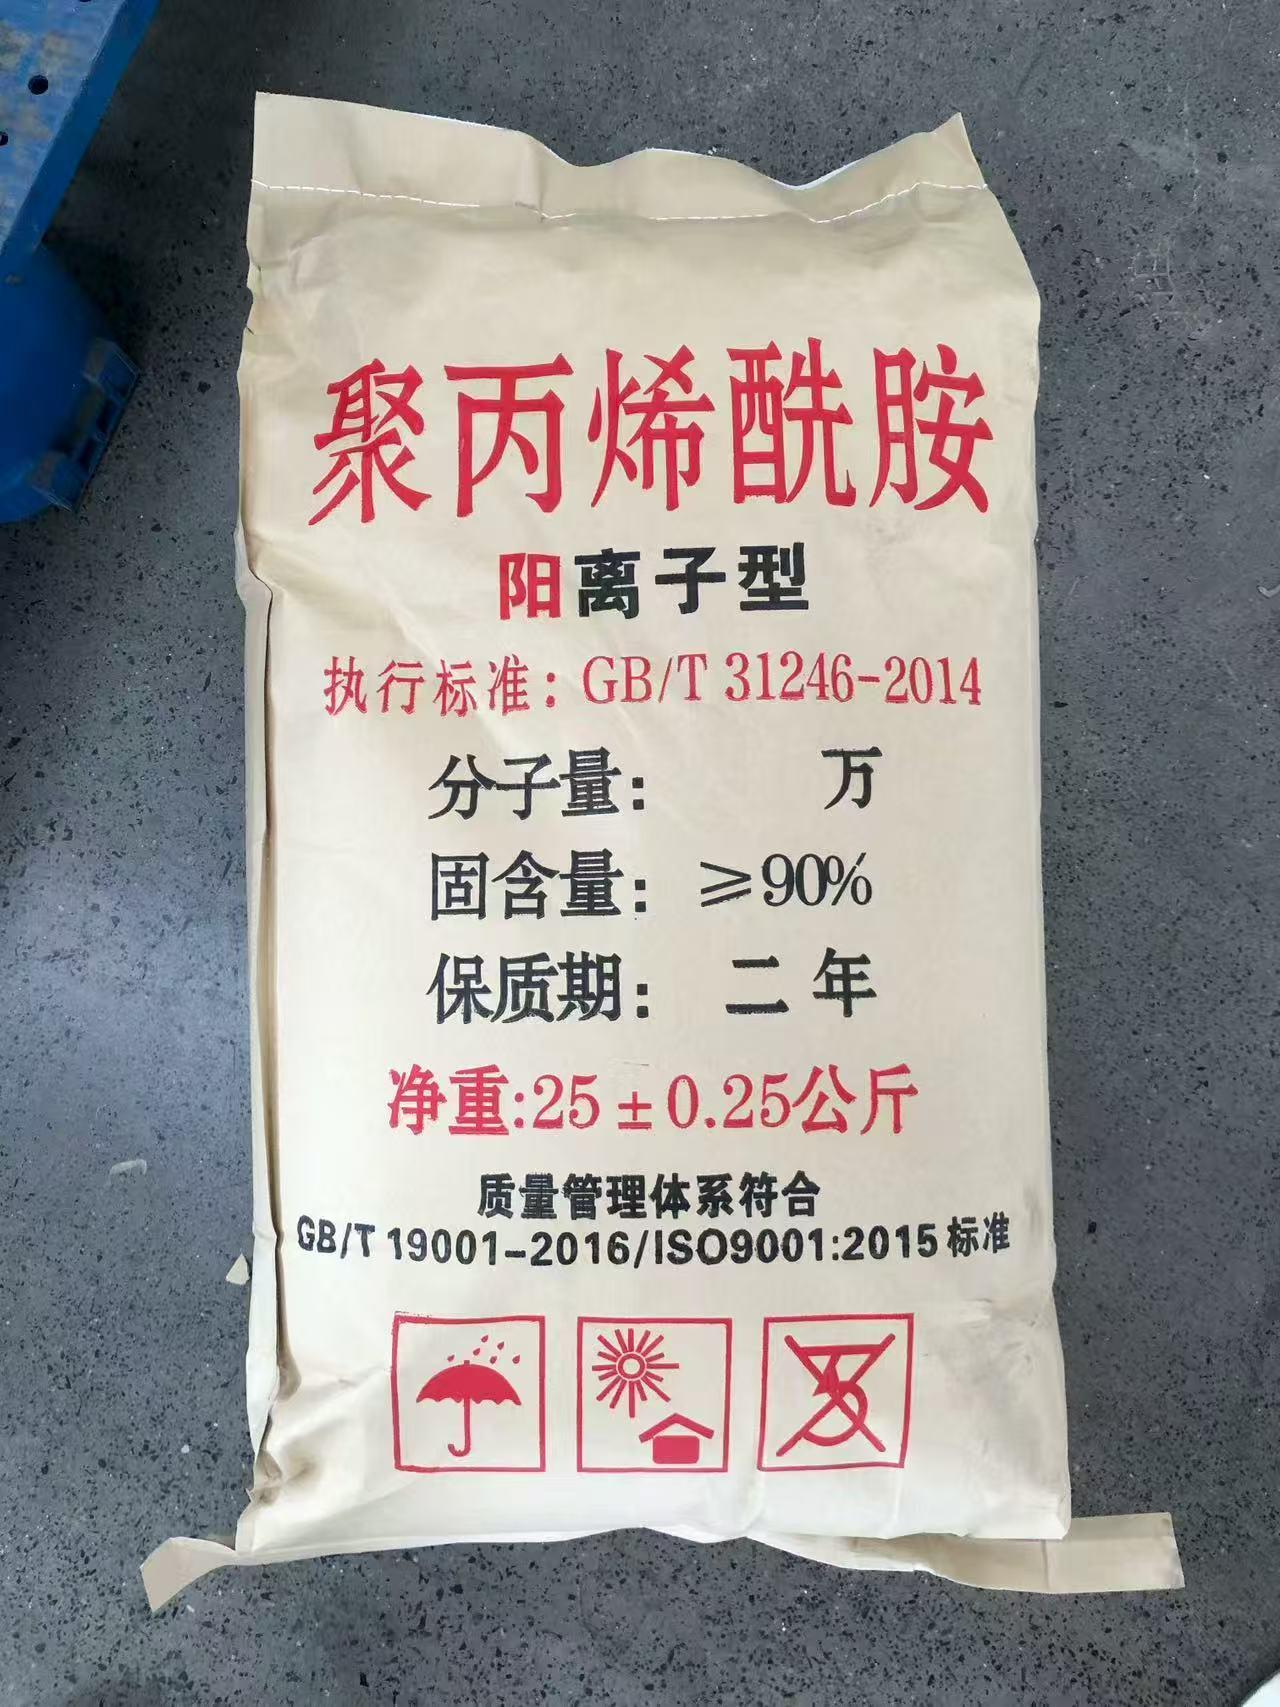 聚丙烯酰胺
阳离子型
执行标准：GB/T 31246-2014
分子量： 万
固含量： ≥90%
保质期： 二年
净重:25±0.25公斤
质量管理体系符合
GB/T 19001-2016/ISO9001:2015标准